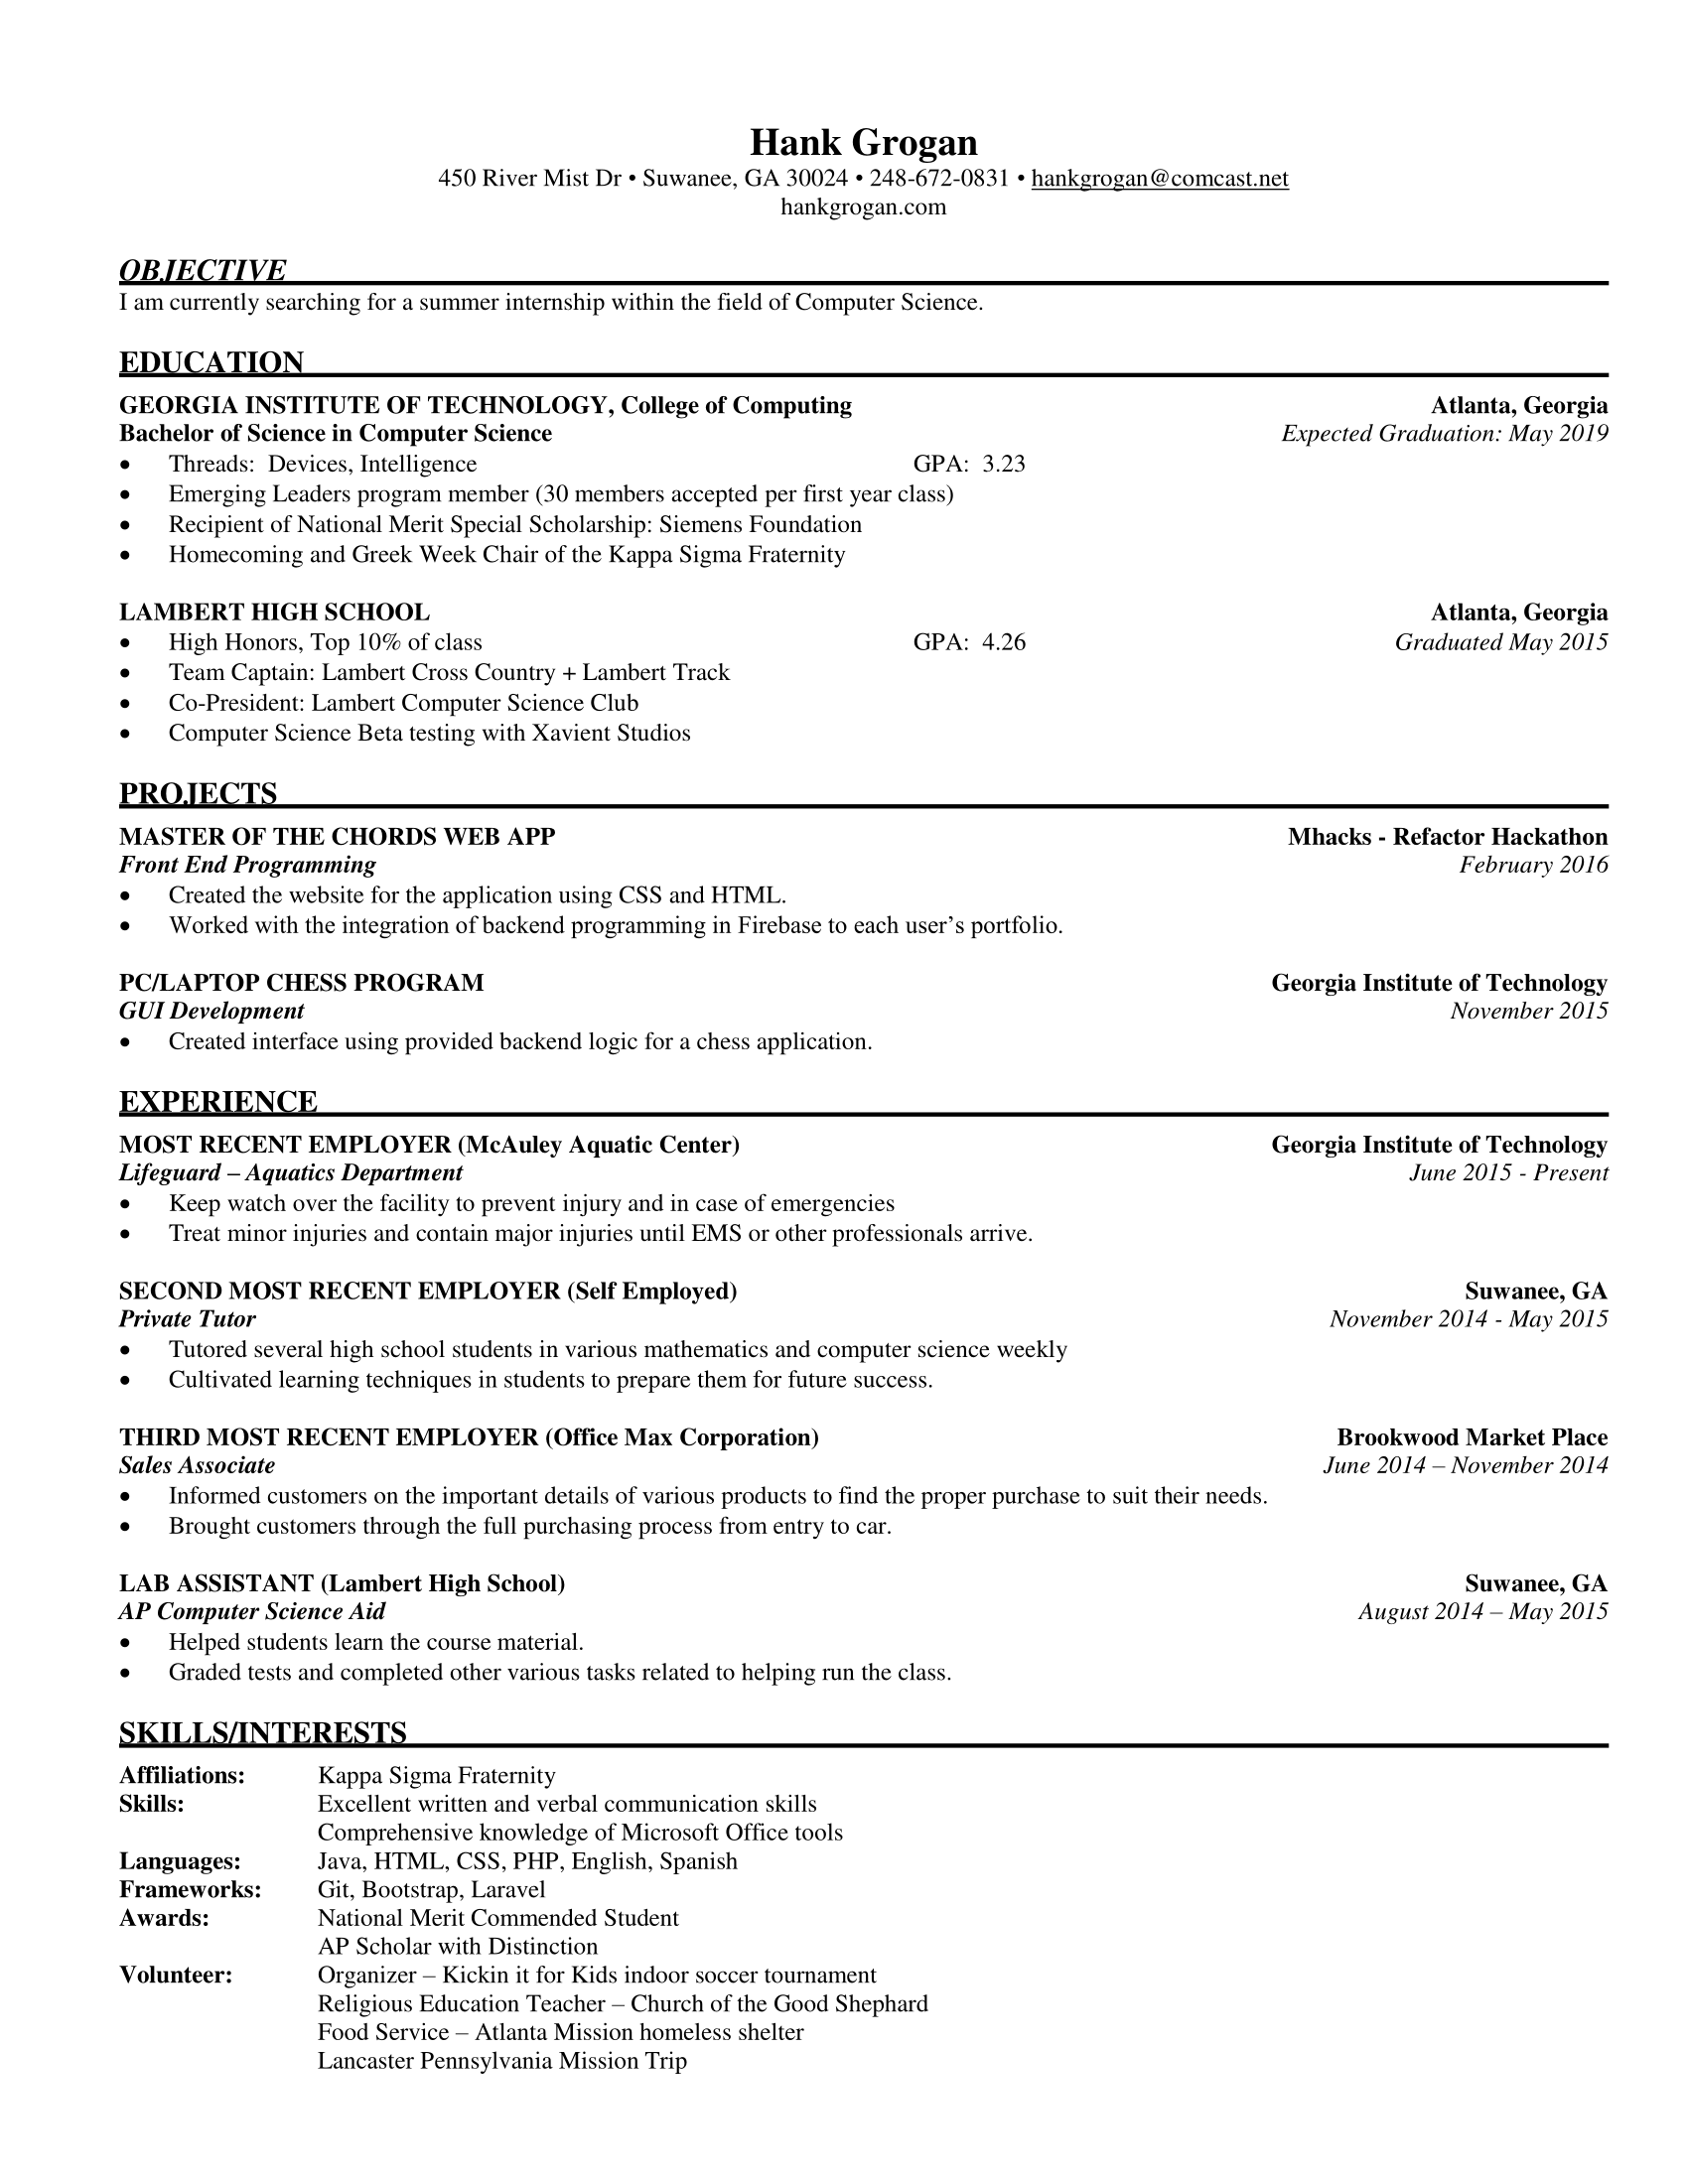 Hank Grogan
450 River Mist Dr • Suwanee, GA 30024 • 248-672-0831 • hankgrogan@comcast.net
hankgrogan.com
OBJECTIVE
I am currently searching for a summer internship within the field of Computer Science.
EDUCATION
GEORGIA INSTITUTE OF TECHNOLOGY, College of Computing Atlanta, Georgia
Bachelor of Science in Computer Science Expected Graduation: May 2019
• Threads: Devices, Intelligence GPA: 3.23
• Emerging Leaders program member (30 members accepted per first year class)
• Recipient of National Merit Special Scholarship: Siemens Foundation
• Homecoming and Greek Week Chair of the Kappa Sigma Fraternity
LAMBERT HIGH SCHOOL Atlanta, Georgia
• High Honors, Top 10% of class GPA: 4.26 Graduated May 2015
• Team Captain: Lambert Cross Country + Lambert Track
• Co-President: Lambert Computer Science Club
• Computer Science Beta testing with Xavient Studios
PROJECTS
MASTER OF THE CHORDS WEB APP Mhacks - Refactor Hackathon
Front End Programming February 2016
• Created the website for the application using CSS and HTML.
• Worked with the integration of backend programming in Firebase to each user’s portfolio.
PC/LAPTOP CHESS PROGRAM Georgia Institute of Technology
GUI Development November 2015
• Created interface using provided backend logic for a chess application.
EXPERIENCE
MOST RECENT EMPLOYER (McAuley Aquatic Center) Georgia Institute of Technology
Lifeguard – Aquatics Department June 2015 - Present
• Keep watch over the facility to prevent injury and in case of emergencies
• Treat minor injuries and contain major injuries until EMS or other professionals arrive.
SECOND MOST RECENT EMPLOYER (Self Employed) Suwanee, GA
Private Tutor November 2014 - May 2015
• Tutored several high school students in various mathematics and computer science weekly
• Cultivated learning techniques in students to prepare them for future success.
THIRD MOST RECENT EMPLOYER (Office Max Corporation) Brookwood Market Place
Sales Associate June 2014 – November 2014
• Informed customers on the important details of various products to find the proper purchase to suit their needs.
• Brought customers through the full purchasing process from entry to car.
LAB ASSISTANT (Lambert High School) Suwanee, GA
AP Computer Science Aid August 2014 – May 2015
• Helped students learn the course material.
• Graded tests and completed other various tasks related to helping run the class.
SKILLS/INTERESTS
Affiliations: Kappa Sigma Fraternity
Skills: Excellent written and verbal communication skills
Comprehensive knowledge of Microsoft Office tools
Languages: Java, HTML, CSS, PHP, English, Spanish
Frameworks: Git, Bootstrap, Laravel
Awards: National Merit Commended Student
AP Scholar with Distinction
Volunteer: Organizer – Kickin it for Kids indoor soccer tournament
Religious Education Teacher – Church of the Good Shephard
Food Service – Atlanta Mission homeless shelter
Lancaster Pennsylvania Mission Trip